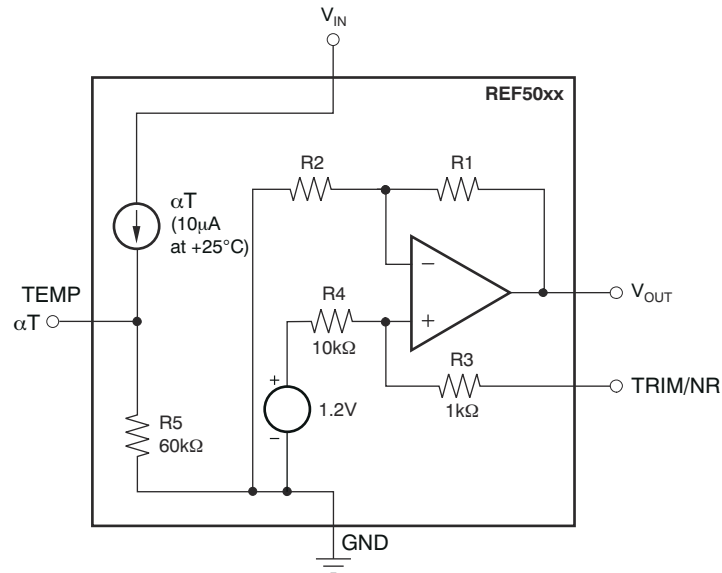 V_IN
REF50xx
R2
R1
αT
(10μA
at +25°C)
−
TEMP
αT
R4
+
V_OUT
10kΩ
R3
+
1.2V
1kΩ
TRIM/NR
R5
60kΩ
−
GND